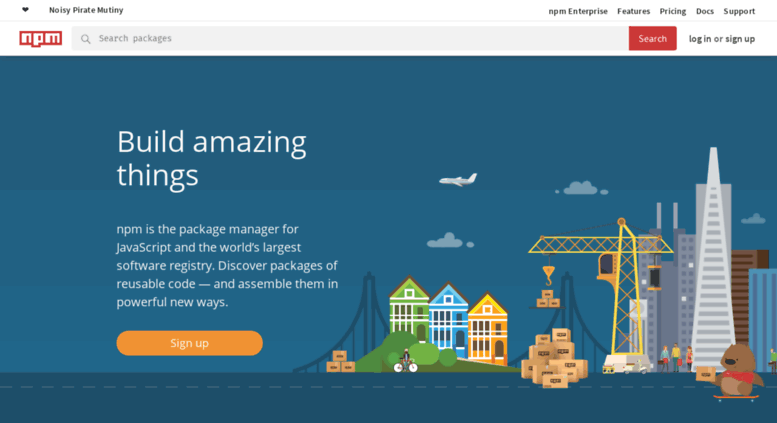 ❤ Noisy Pirate Mutiny
npm Enterprise Features Pricing Docs Support
npm
Search packages
Search
log in or sign up
Build amazing
things
npm is the package manager for
JavaScript and the world’s largest
software registry. Discover packages of
reusable code — and assemble them in
powerful new ways.
Sign up